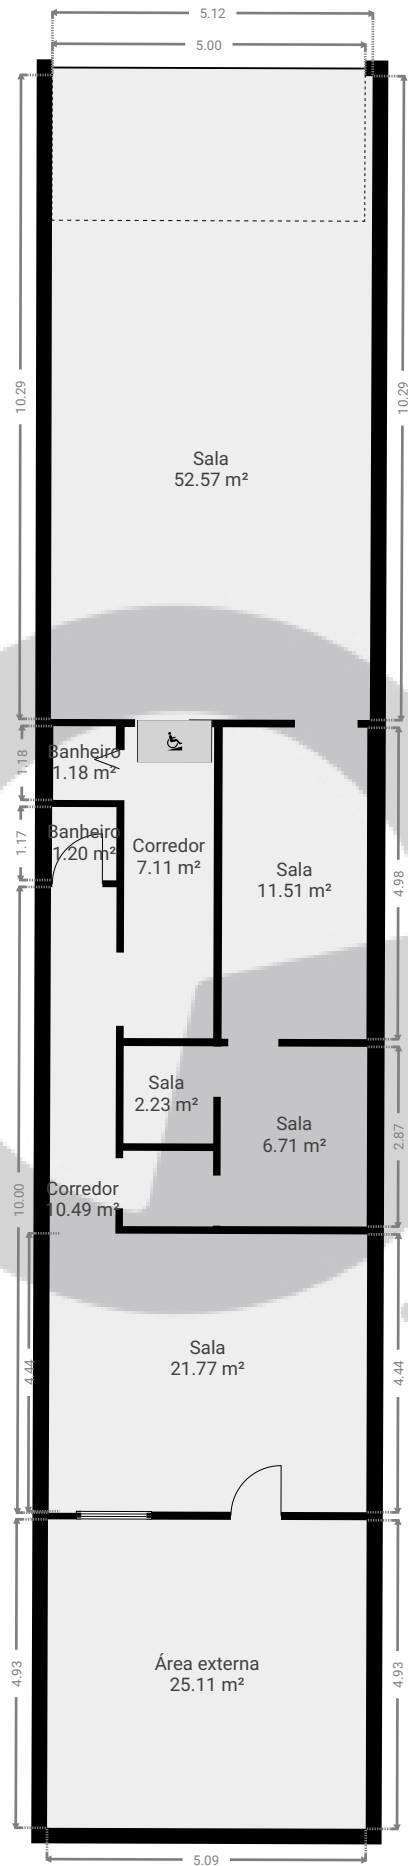 5.12
5.00
10.29
10.29
Sala
52.57 m²
Banheiro
1.18 m²
1.18
Banheiro
1.20 m²
1.17
Corredor
7.11 m²
Sala
11.51 m²
4.98
Sala
2.23 m²
Sala
6.71 m²
2.87
Corredor
10.49 m²
10.00
Sala
21.77 m²
4.44
4.44
Área externa
25.11 m²
4.93
4.93
5.09